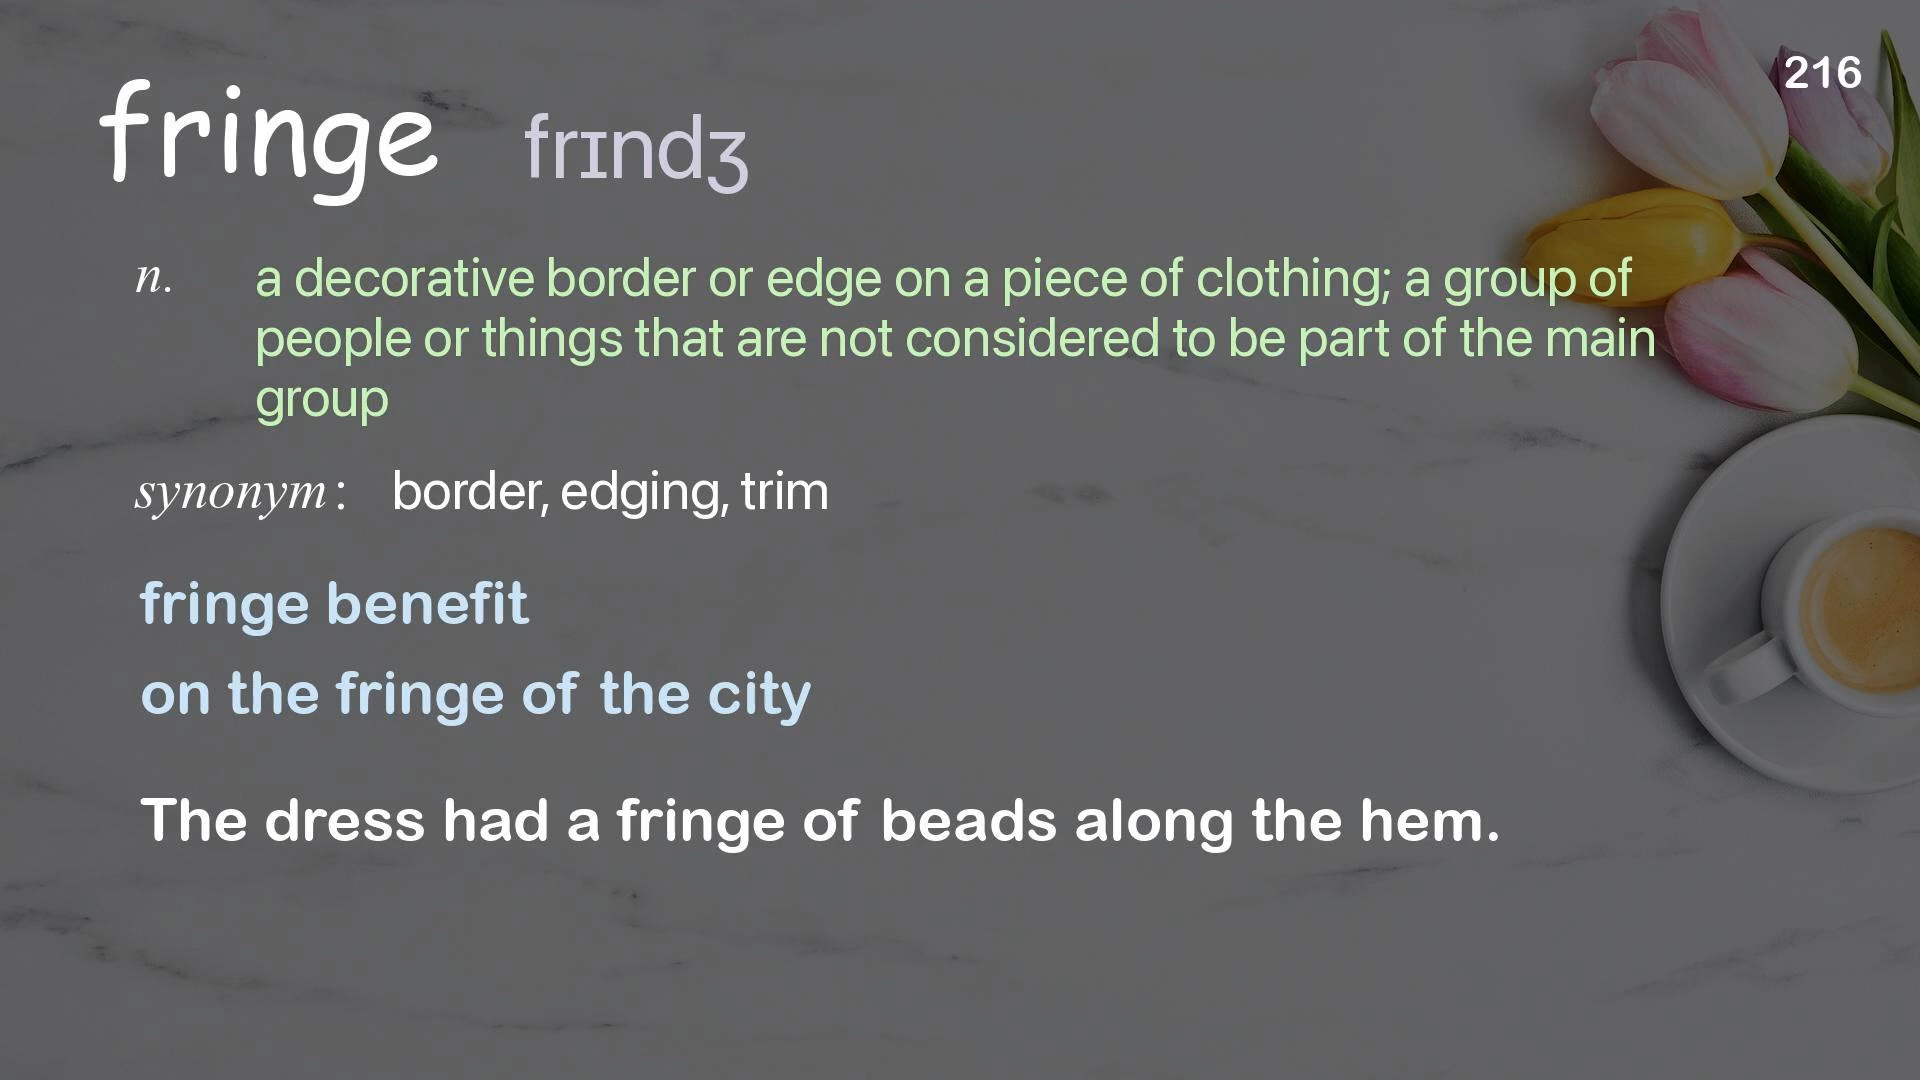 216
fringe frɪndʒ
n. a decorative border or edge on a piece of clothing; a group of
people or things that are not considered to be part of the main
group
synonym: border, edging, trim
fringe benefit
on the fringe of the city
The dress had a fringe of beads along the hem.